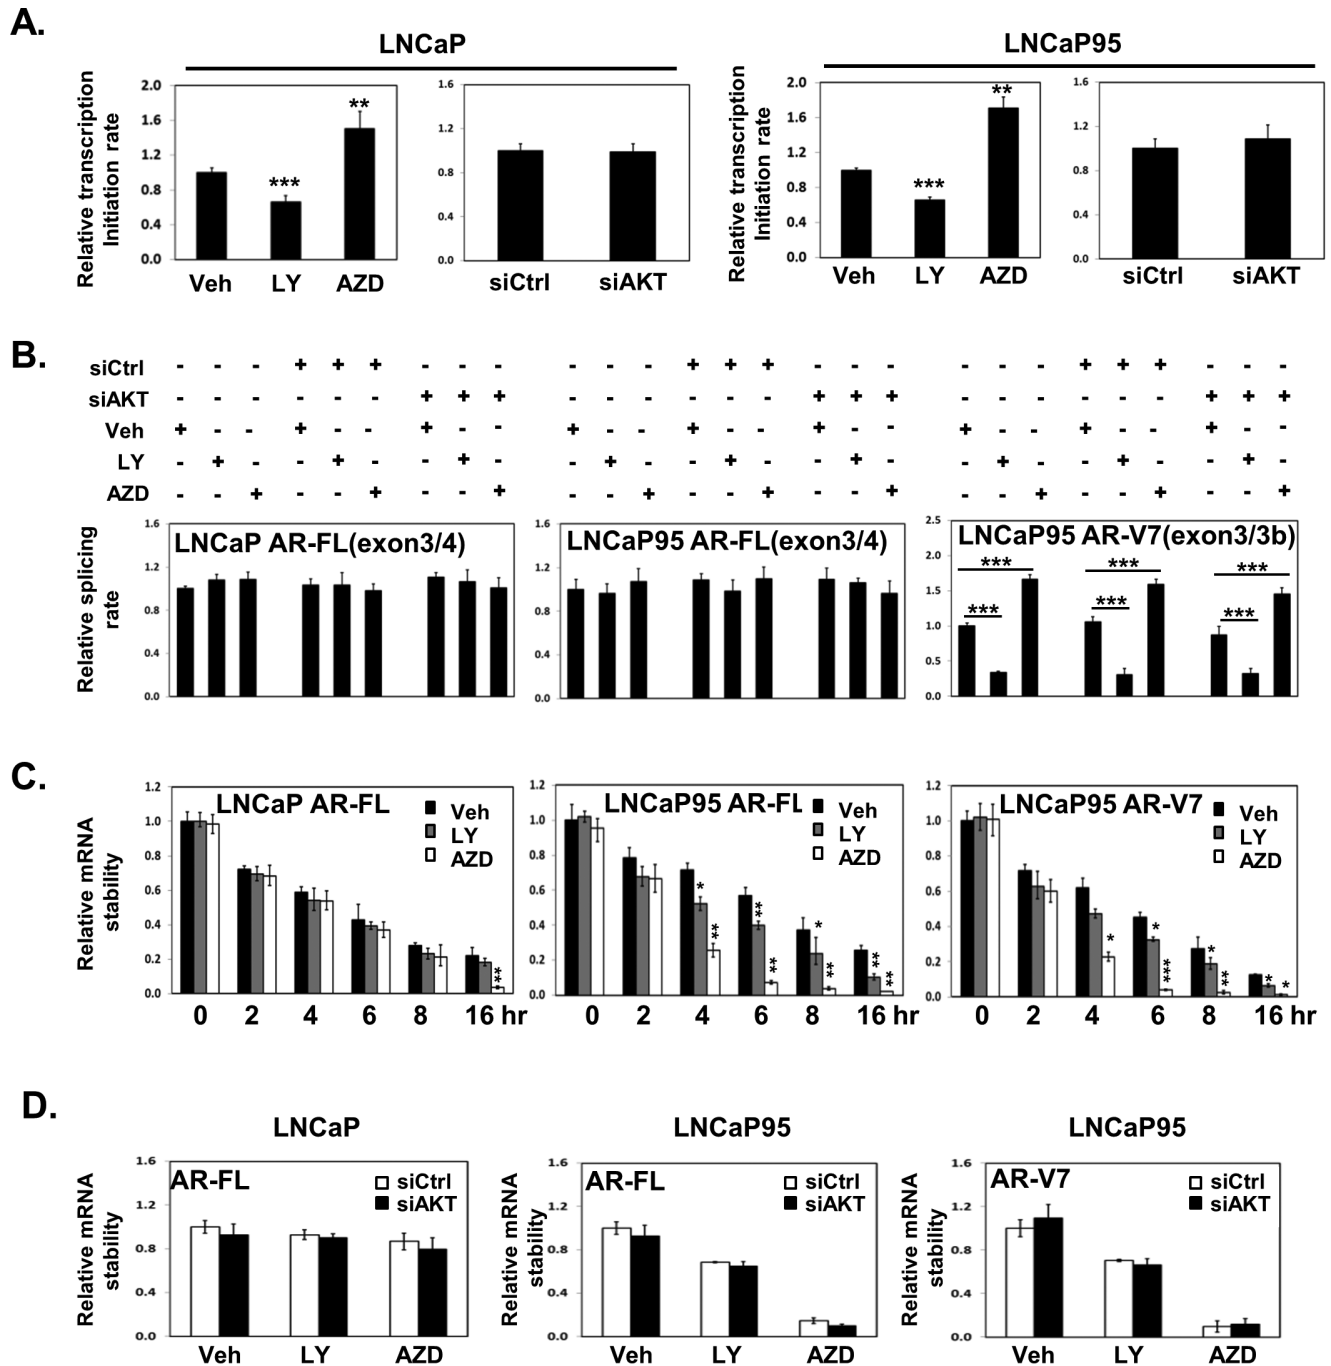 A.
LNCaP
LNCaP95
Relative transcription
Initiation rate
2.0
1.6
1.2
0.8
0.4
0.0
**
***
Veh LY AZD
1.6
1.2
0.8
0.4
0.0
siCtrl siAKT
Relative transcription
Initiation rate
2.0
1.6
1.2
0.8
0.4
0.0
**
***
Veh LY AZD
1.6
1.2
0.8
0.4
0.0
siCtrl siAKT
B.
siCtrl - - - + + + - - - - - - + + + - - - - - - + + + - - -
siAKT - - - - - - + + + - - - - - - + + + - - - - - - + + +
Veh + - - + - - + - - + - - + - - + - - + - - + - - + - -
LY - + - - + - - + - - + - - + - - + - - + - - + - - + -
AZD - - + - - + - - + - - + - - + - - + - - + - - + - - +
Relative splicing
rate
1.6
1.2
0.8
0.4
0.0
LNCaP AR-FL(exon3/4)
1.6
1.2
0.8
0.4
0.0
LNCaP95 AR-FL(exon3/4)
2.5
2.0
1.5
1.0
0.5
0.0
LNCaP95 AR-V7(exon3/3b)
*** *** ***
*** *** ***
C.
Relative mRNA
stability
1.2
1.0
0.8
0.6
0.4
0.2
0.0
LNCaP AR-FL
Veh
LY
AZD
**
0 2 4 6 8 16 hr
1.2
1.0
0.8
0.6
0.4
0.2
0.0
LNCaP95 AR-FL
Veh
LY
AZD
* ** ** ** * ** ** **
0 2 4 6 8 16 hr
1.2
1.0
0.8
0.6
0.4
0.2
0.0
LNCaP95 AR-V7
Veh
LY
AZD
* * *** * ** * *
0 2 4 6 8 16 hr
D.
LNCaP
Relative mRNA
stability
1.6
1.2
0.8
0.4
0.0
AR-FL
siCtrl
siAKT
Veh LY AZD
LNCaP95
Relative mRNA
stability
1.6
1.2
0.8
0.4
0.0
AR-FL
siCtrl
siAKT
Veh LY AZD
LNCaP95
Relative mRNA
stability
1.6
1.2
0.8
0.4
0.0
AR-V7
siCtrl
siAKT
Veh LY AZD